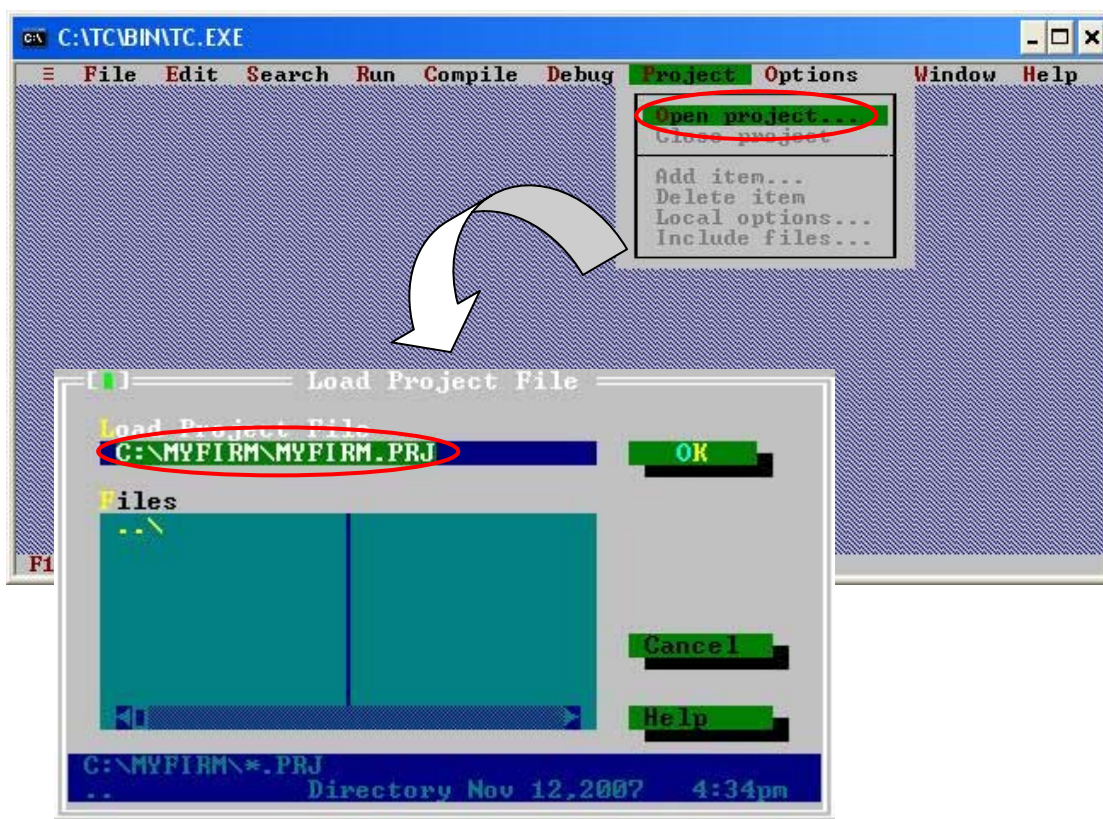 C:\TC\BIN\TC.EXE
≡ File Edit Search Run Compile Debug Project Options Window Help
Open project...
Close project
Add item...
Delete item
Local options...
Include files...
F1
Load Project File
Load Project File
C:\MYFIRM\MYFIRM.PRJ
OK
Files
..\
Cancel
Help
C:\MYFIRM\*.PRJ
.. Directory Nov 12,2007 4:34pm